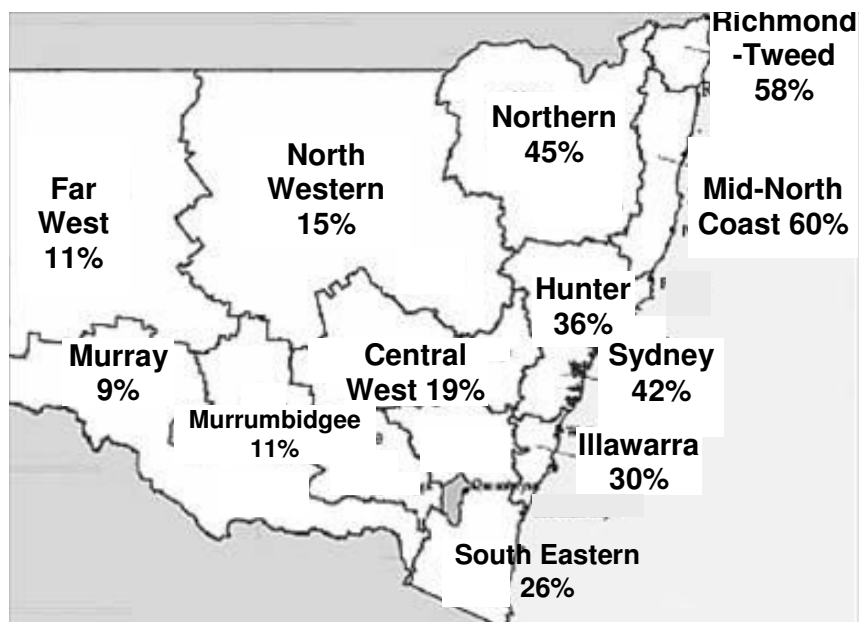 Richmond
-Tweed
58%
Northern
45%
North
Western
15%
Far
West
11%
Mid-North
Coast 60%
Hunter
36%
Murray
9%
Central
West 19%
Sydney
42%
Murrumbidgee
11%
Illawarra
30%
South Eastern
26%